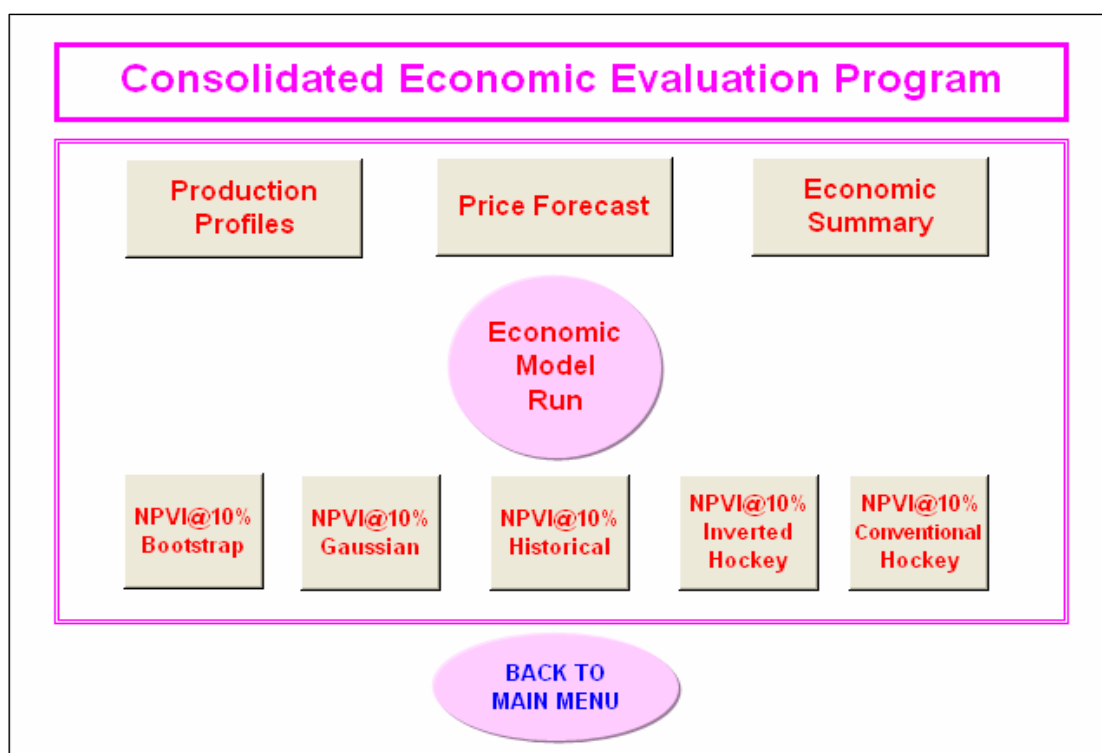 Consolidated Economic Evaluation Program
Production
Profiles
Price Forecast
Economic
Summary
Economic
Model
Run
NPVI@10%
Bootstrap
NPVI@10%
Gaussian
NPVI@10%
Historical
NPVI@10%
Inverted
Hockey
NPVI@10%
Conventional
Hockey
BACK TO
MAIN MENU